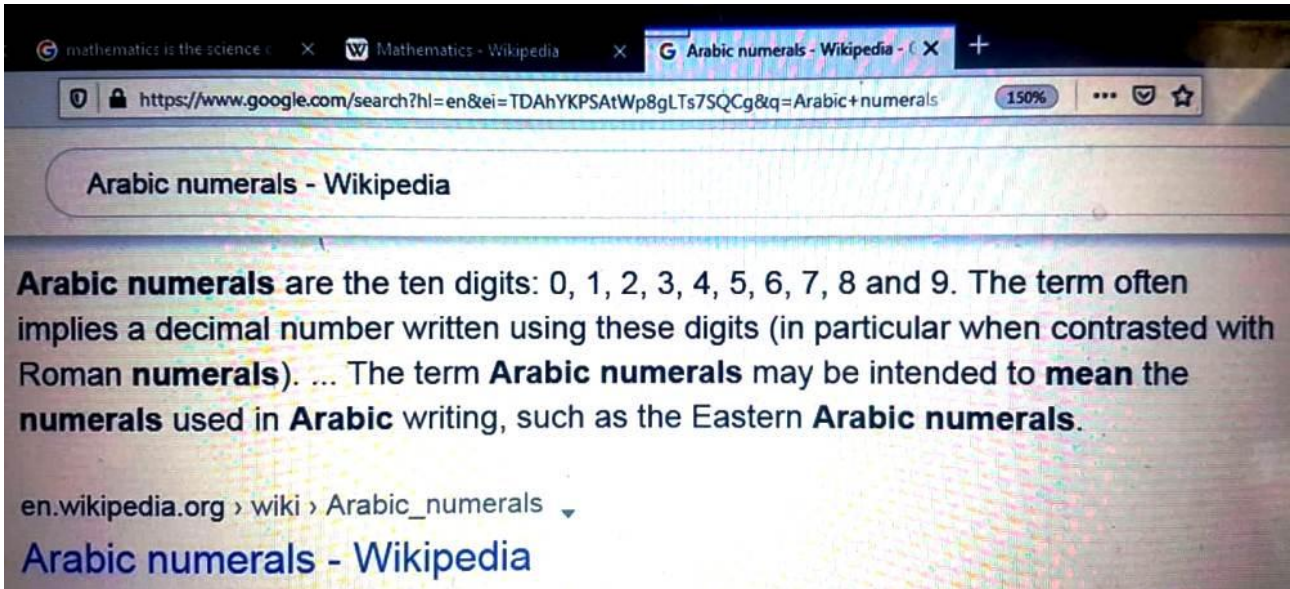 mathematics is the science
Mathematics - Wikipedia
Arabic numerals - Wikipedia -
https://www.google.com/search?hl=en&ei=TDAhYKPSAtWp8gLTs7SQCg&q=Arabic+numerals
150%
Arabic numerals - Wikipedia
Arabic numerals are the ten digits: 0, 1, 2, 3, 4, 5, 6, 7, 8 and 9. The term often
implies a decimal number written using these digits (in particular when contrasted with
Roman numerals). ... The term Arabic numerals may be intended to mean the
numerals used in Arabic writing, such as the Eastern Arabic numerals.
en.wikipedia.org › wiki › Arabic_numerals
Arabic numerals - Wikipedia